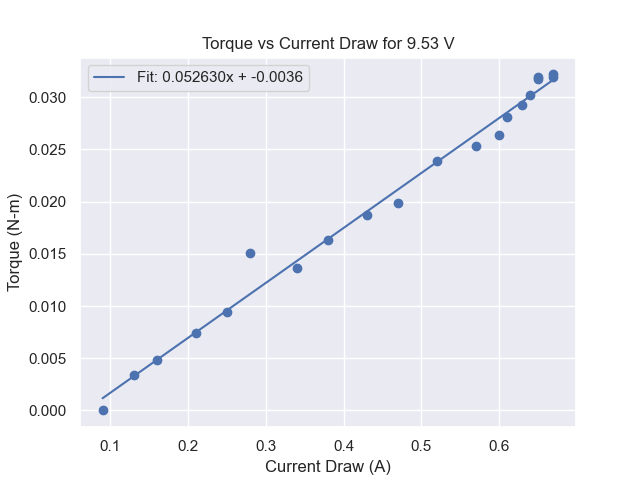 Torque vs Current Draw for 9.53 V
Fit: 0.052630x + -0.0036
0.030
0.025
0.020
0.015
0.010
0.005
0.000
Torque (N-m)
0.1 0.2 0.3 0.4 0.5 0.6
Current Draw (A)